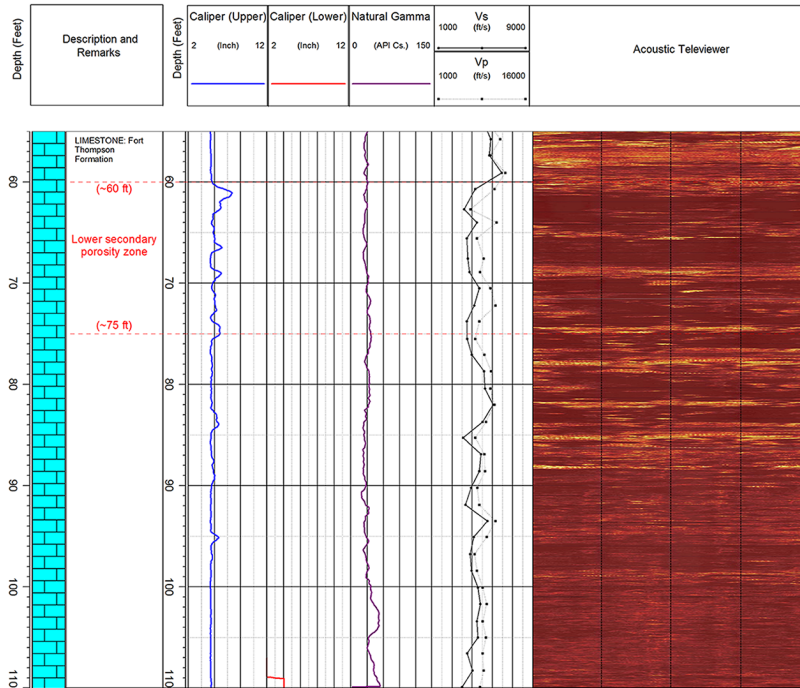 Depth (Feet)
Description and
Remarks
Depth (Feet)
Caliper (Upper)
2 (Inch) 12
Caliper (Lower)
2 (Inch) 12
Natural Gamma
0 (API Cs.) 150
Vs
1000 (ft/s) 9000
Vp
1000 (ft/s) 16000
Acoustic Televiewer
LIMESTONE: Fort
Thompson
Formation
60
(~60 ft)
60
Lower secondary
porosity zone
70
70
(~75 ft)
80
80
90
90
100
100
110
110